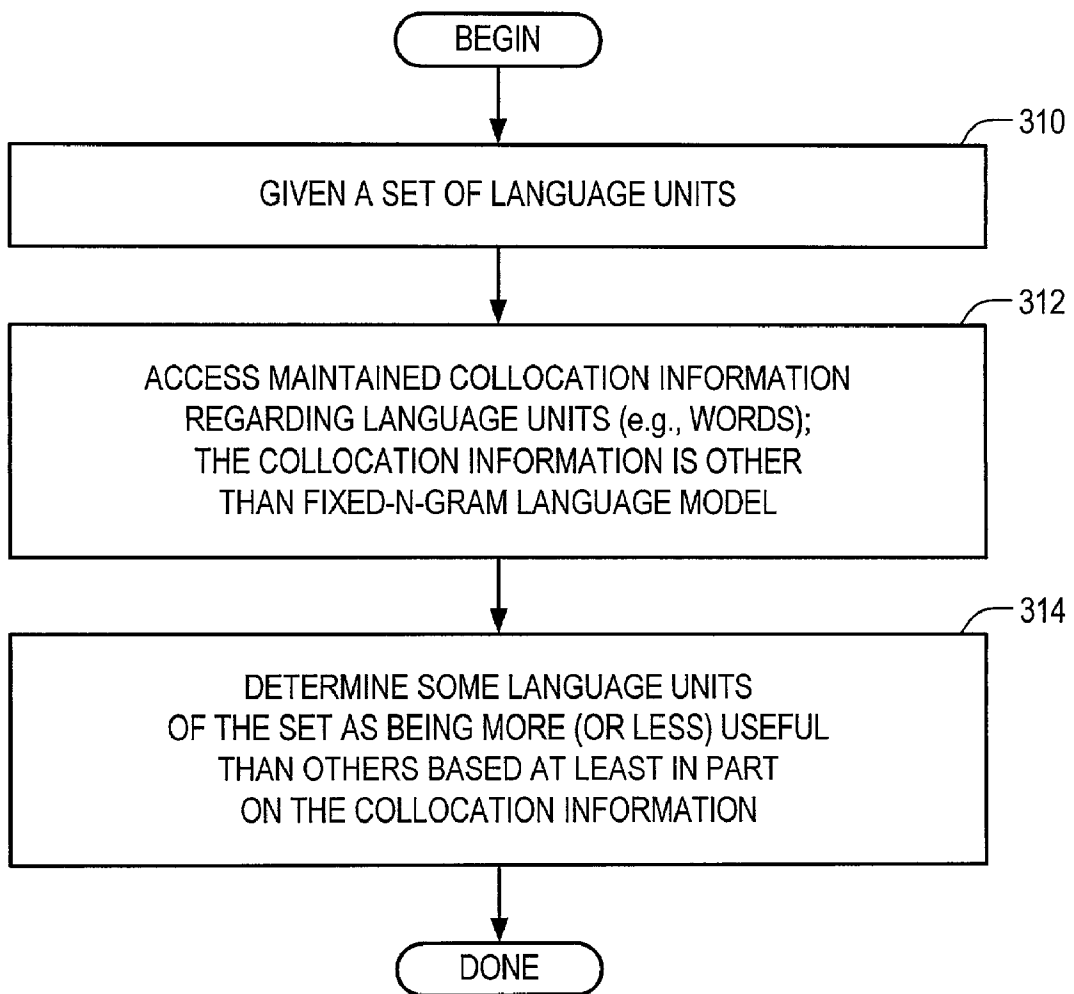 BEGIN
310
GIVEN A SET OF LANGUAGE UNITS
312
ACCESS MAINTAINED COLLOCATION INFORMATION
REGARDING LANGUAGE UNITS (e.g., WORDS);
THE COLLOCATION INFORMATION IS OTHER
THAN FIXED-N-GRAM LANGUAGE MODEL
314
DETERMINE SOME LANGUAGE UNITS
OF THE SET AS BEING MORE (OR LESS) USEFUL
THAN OTHERS BASED AT LEAST IN PART
ON THE COLLOCATION INFORMATION
DONE